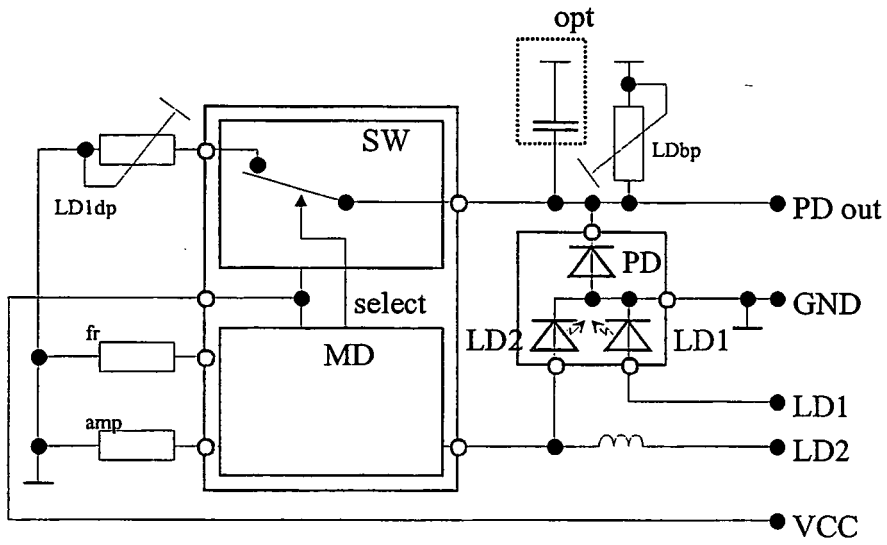 opt
SW
LDbp
LD1dp
PD out
PD
select
GND
fr
MD
LD2
LD1
LD1
amp
LD2
VCC